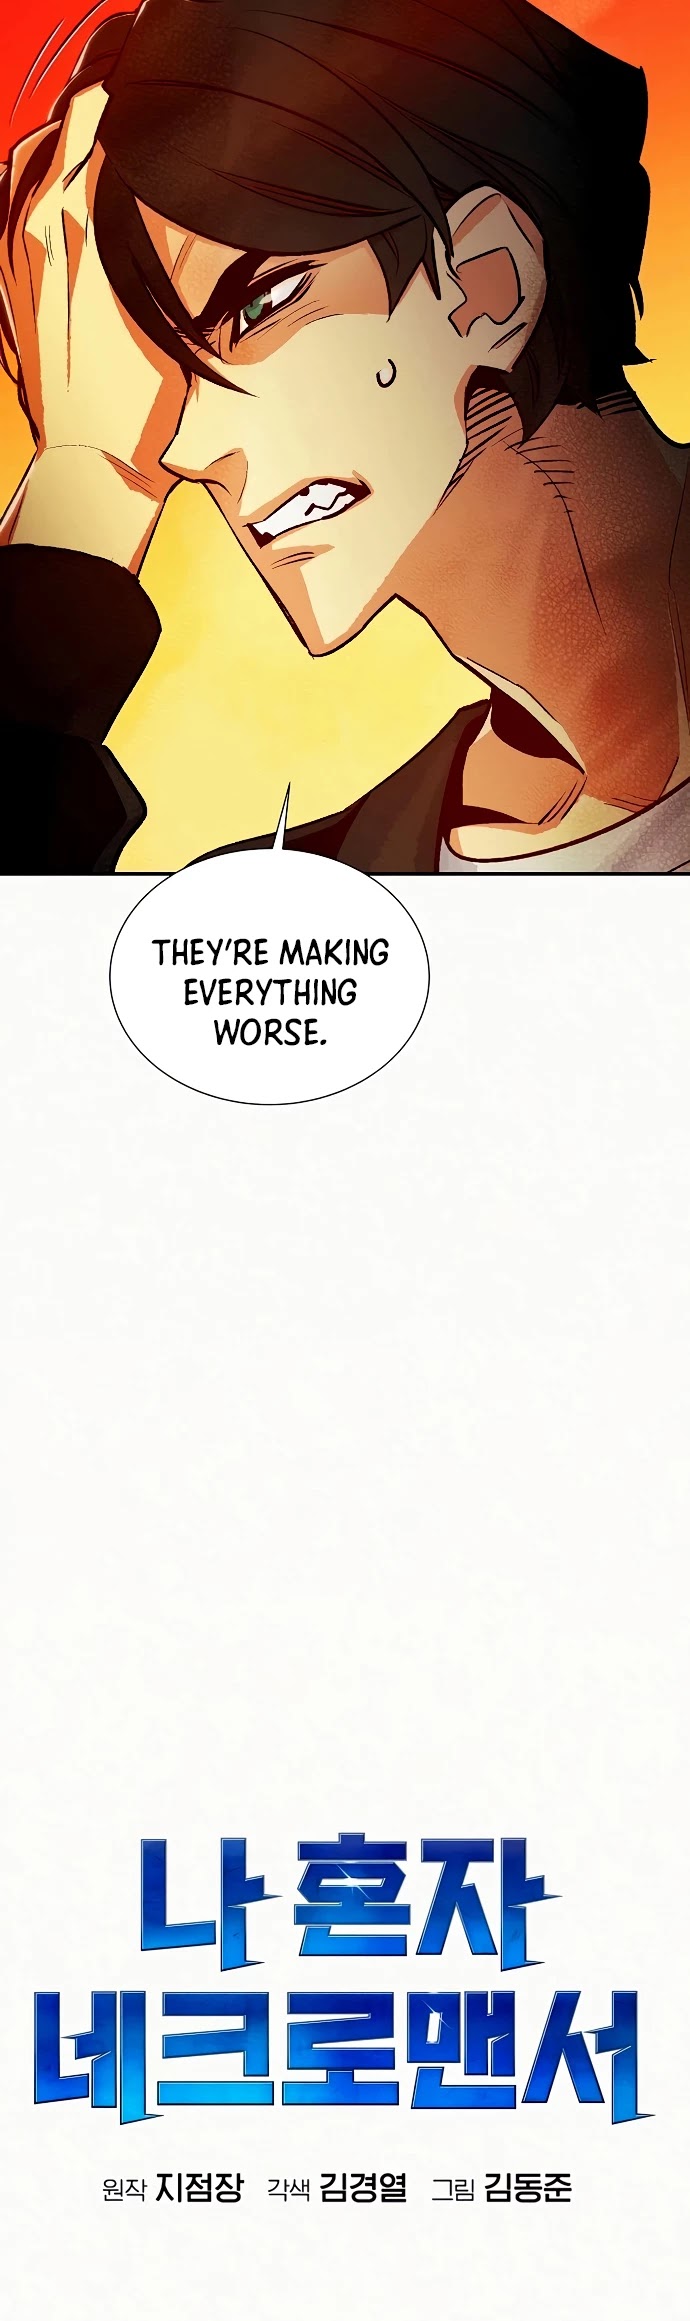 THEY'RE MAKING
EVERYTHING
WORSE.
나 혼자
네크로맨서
원작 지점장 각색 김경열 그림 김동준